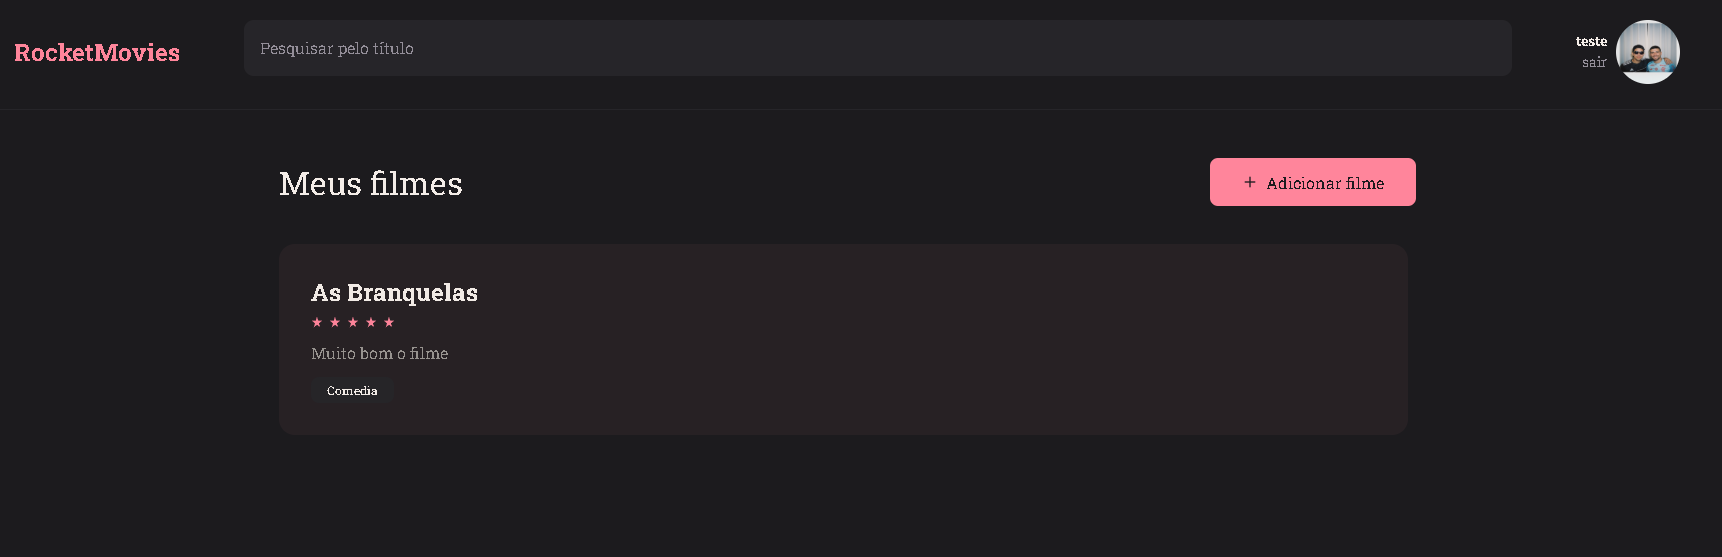 RocketMovies
Pesquisar pelo título
teste
sair
Meus filmes
+ Adicionar filme
As Branquelas
★ ★ ★ ★ ★
Muito bom o filme
Comedia